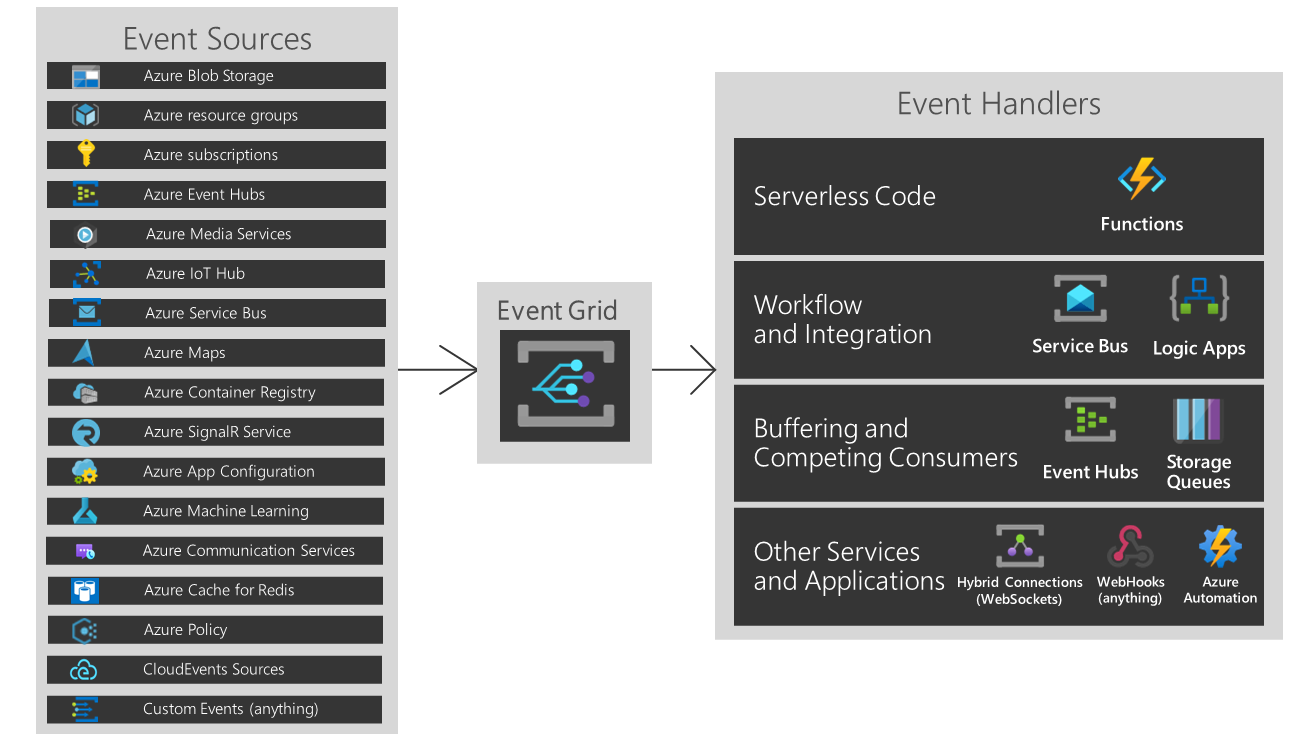 Event Sources
Azure Blob Storage
Azure resource groups
Azure subscriptions
Azure Event Hubs
Azure Media Services
Azure IoT Hub
Azure Service Bus
Azure Maps
Azure Container Registry
Azure SignalR Service
Azure App Configuration
Azure Machine Learning
Azure Communication Services
Azure Cache for Redis
Azure Policy
CloudEvents Sources
Custom Events (anything)
Event Grid
Event Handlers
Serverless Code
Functions
Workflow
and Integration
Service Bus
Logic Apps
Buffering and
Competing Consumers
Event Hubs
Storage
Queues
Other Services
and Applications
Hybrid Connections
(WebSockets)
WebHooks
(anything)
Azure
Automation